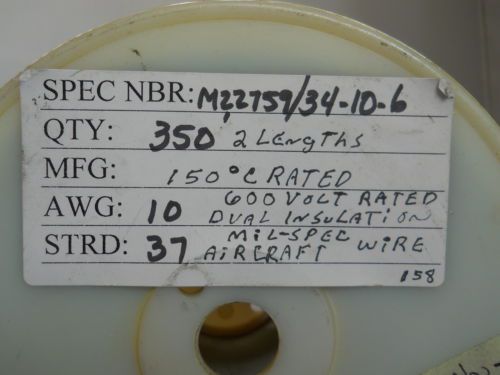 SPEC NBR: M22759/34-10-6
QTY: 350 2 LENgTHS
MFG: 150°C RATED
AWG: 10 600 VOLT RATED
DUAL INSULATION
STRD: 37 MIL-SPEC
AIRCRAFT WIRE
158